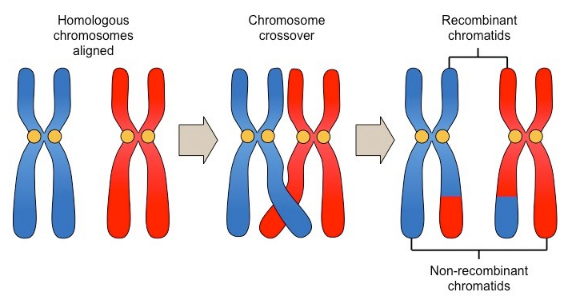 Homologous
chromosomes
aligned
Chromosome
crossover
Recombinant
chromatids
Non-recombinant
chromatids